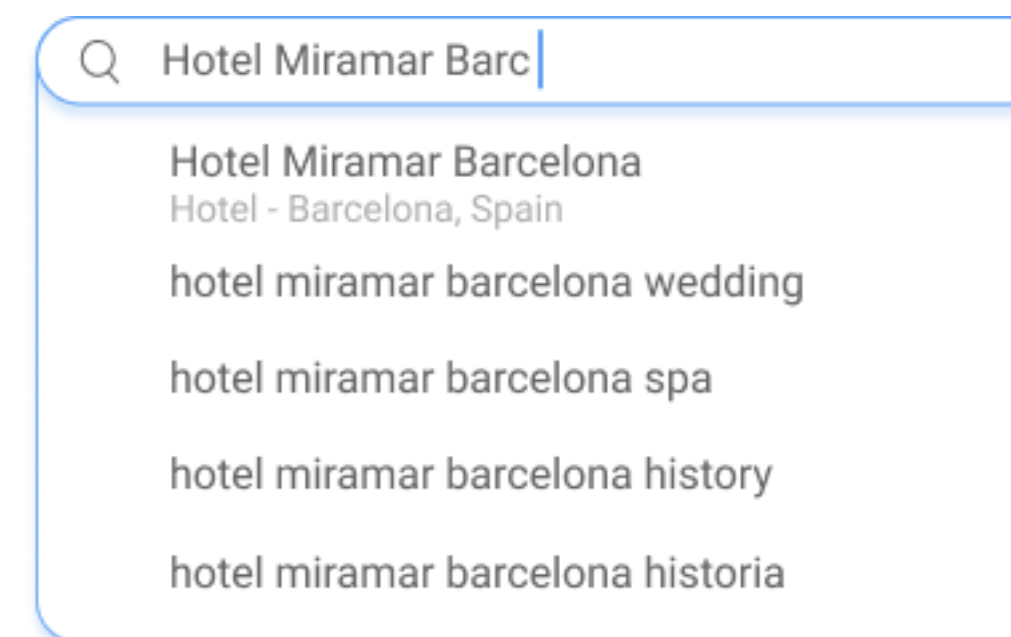 Hotel Miramar Barc
Hotel Miramar Barcelona
Hotel - Barcelona, Spain
hotel miramar barcelona wedding
hotel miramar barcelona spa
hotel miramar barcelona history
hotel miramar barcelona historia